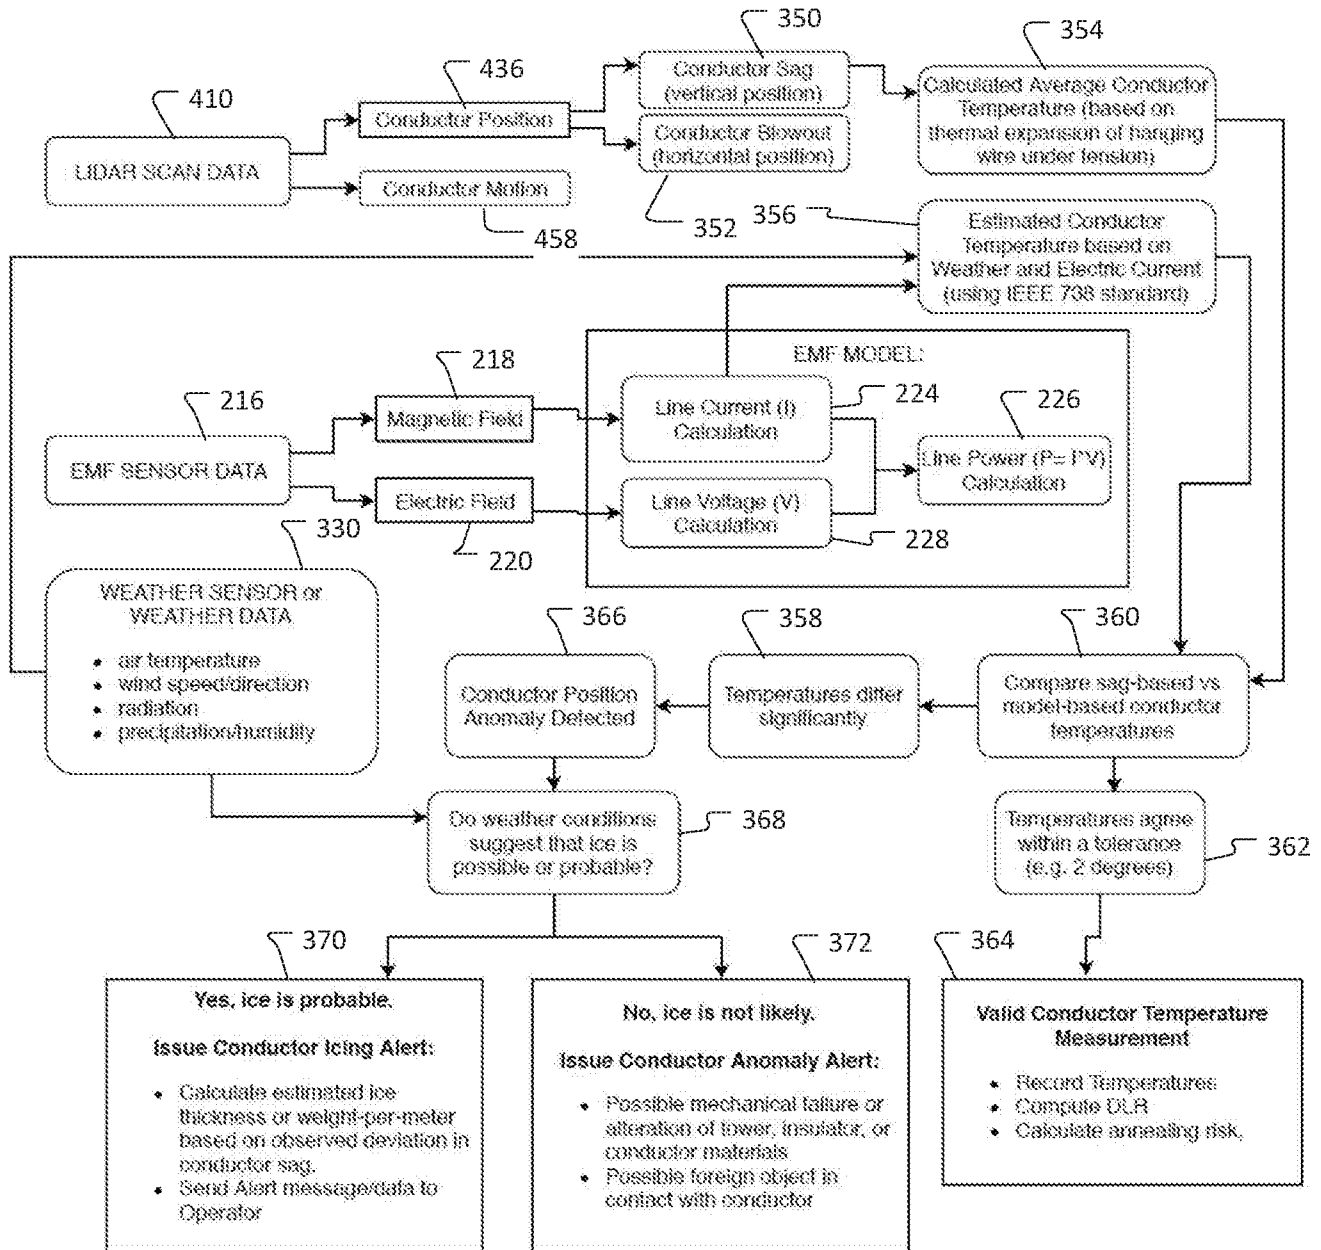 350
354
436
410
Conductor Sag
(vertical position)
Calculated Average Conductor
Temperature (based on
thermal expansion of hanging
wire under tension)
Conductor Position
Conductor Blowout
(horizontal position)
LIDAR SCAN DATA
Conductor Motion
352
356
458
Estimated Conductor
Temperature based on
Weather and Electric Current
(using IEEE 738 standard)
EMF MODEL:
218
216
224
226
Magnetic Field
Line Current (I)
Calculation
EMF SENSOR DATA
Line Power (P= I*V)
Calculation
Electric Field
Line Voltage (V)
Calculation
330
220
228
WEATHER SENSOR or
WEATHER DATA
• air temperature
• wind speed/direction
• radiation
• precipitation/humidity
366
358
360
Conductor Position
Anomaly Detected
Temperatures differ
significantly
Compare sag-based vs
model-based conductor
temperatures
Do weather conditions
suggest that ice is
possible or probable?
368
Temperatures agree
within a tolerance
(e.g. 2 degrees)
362
370
372
364
Yes, ice is probable.
Issue Conductor Icing Alert:
• Calculate estimated ice
thickness or weight-per-meter
based on observed deviation in
conductor sag.
• Send Alert message/data to
Operator
No, ice is not likely.
Issue Conductor Anomaly Alert:
• Possible mechanical failure or
alteration of tower, insulator, or
conductor materials
• Possible foreign object in
contact with conductor
Valid Conductor Temperature
Measurement
• Record Temperatures
• Compute DLR
• Calculate annealing risk,